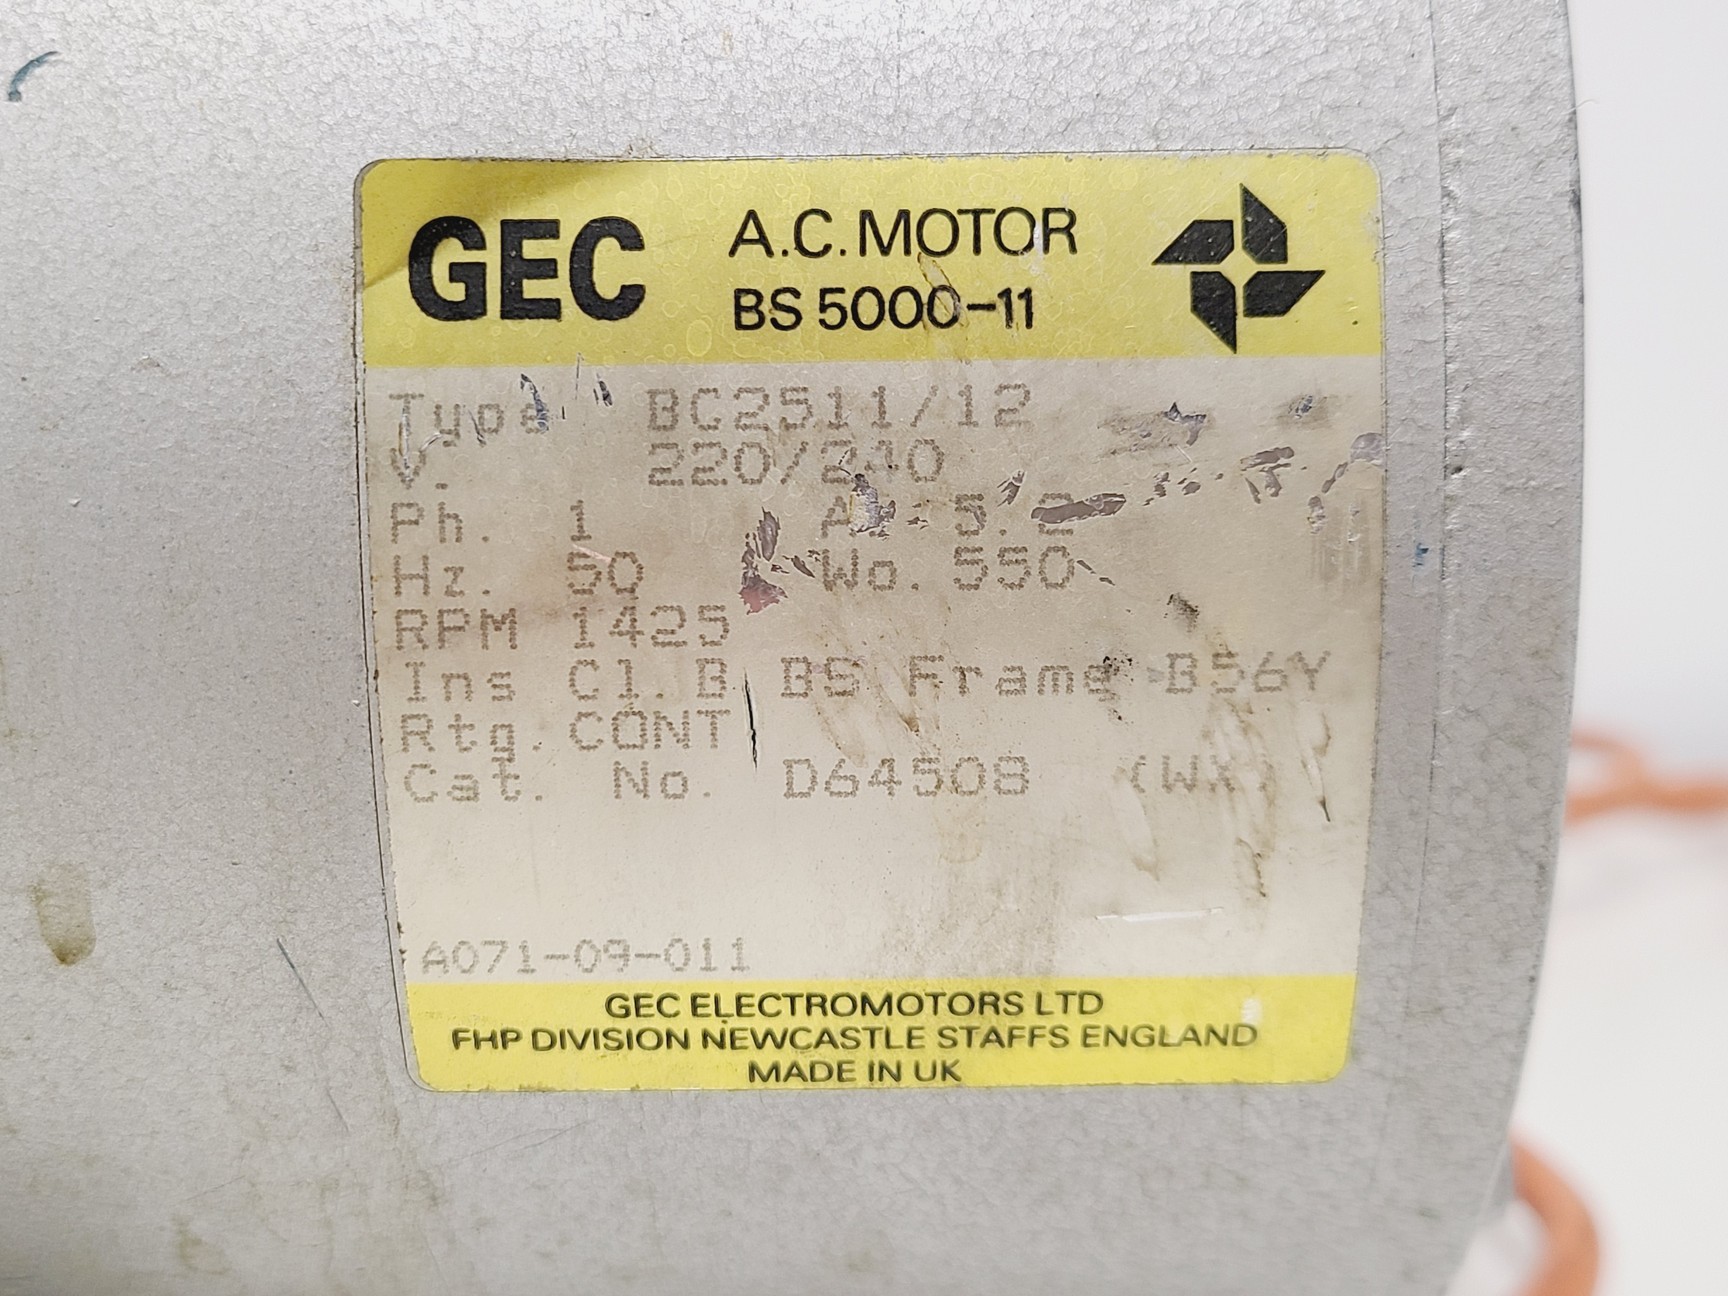 GEC A.C. MOTOR
BS 5000-11
Type BC2511/12
V. 220/240
Ph. 1 A. 5.2
Hz. 50 Wo. 550
RPM 1425
Ins Cl. B BS Frame B56Y
Rtg. CONT
Cat. No. D64508 (WX)
A071-09-011
GEC ELECTROMOTORS LTD
FHP DIVISION NEWCASTLE STAFFS ENGLAND
MADE IN UK